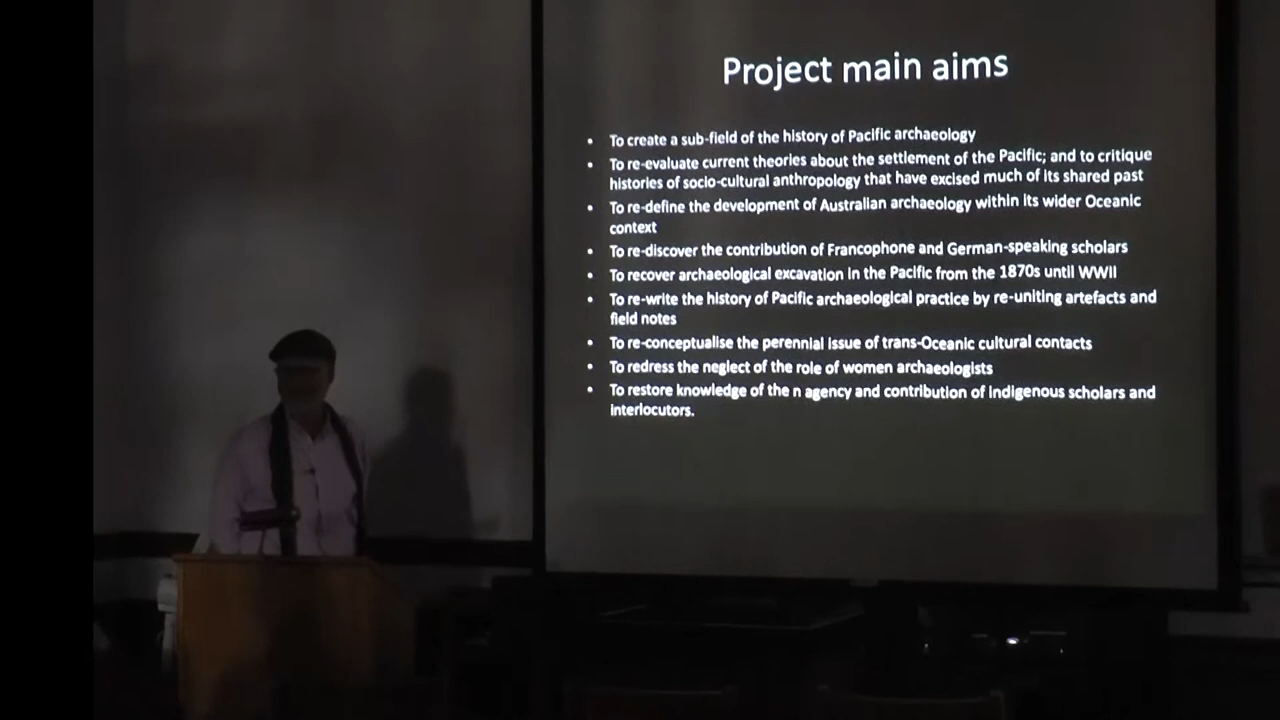 Project main aims
• To create a sub-field of the history of Pacific archaeology
• To re-evaluate current theories about the settlement of the Pacific; and to critique
histories of socio-cultural anthropology that have excised much of its shared past
• To re-define the development of Australian archaeology within its wider Oceanic
context
• To re-discover the contribution of Francophone and German-speaking scholars
• To recover archaeological excavation in the Pacific from the 1870s until WWII
• To re-write the history of Pacific archaeological practice by re-uniting artefacts and
field notes
• To re-conceptualise the perennial issue of trans-Oceanic cultural contacts
• To redress the neglect of the role of women archaeologists
• To restore knowledge of the n agency and contribution of indigenous scholars and
interlocutors.